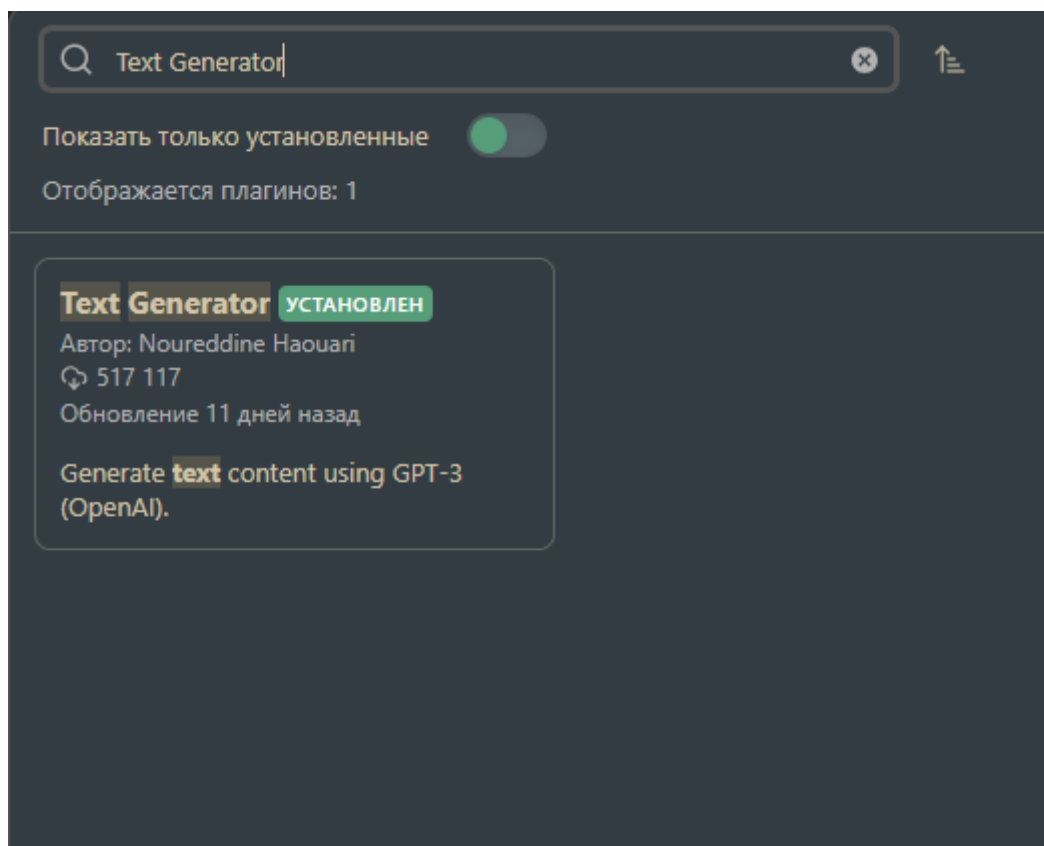 Text Generator
Показать только установленные
Отображается плагинов: 1
Text Generator УСТАНОВЛЕН
Автор: Noureddine Haouari
517 117
Обновление 11 дней назад
Generate text content using GPT-3
(OpenAI).